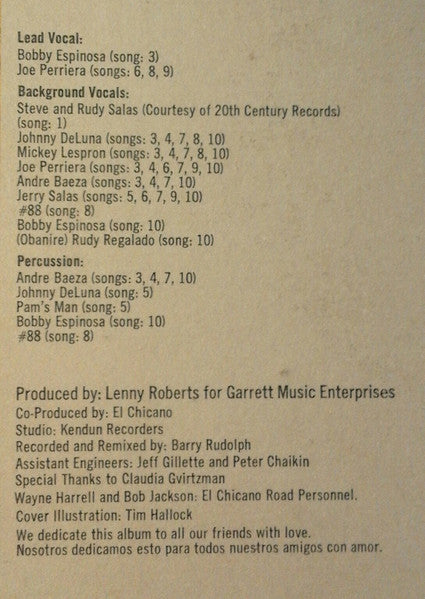 Lead Vocal:
Bobby Espinosa (song: 3)
Joe Perriera (songs: 6, 8, 9)
Background Vocals:
Steve and Rudy Salas (Courtesy of 20th Century Records)
(song: 1)
Johnny DeLuna (songs: 3, 4, 7, 8, 10)
Mickey Lespron (songs: 3, 4, 7, 8, 10)
Joe Perriera (songs: 3, 4, 6, 7, 9, 10)
Andre Baeza (songs: 3, 4, 7, 10)
Jerry Salas (songs: 5, 6, 7, 9, 10)
#88 (song: 8)
Bobby Espinosa (song: 10)
(Obanire) Rudy Regalado (song: 10)
Percussion:
Andre Baeza (songs: 3, 4, 7, 10)
Johnny DeLuna (song: 5)
Pam's Man (song: 5)
Bobby Espinosa (song: 10)
#88 (song: 8)
Produced by: Lenny Roberts for Garrett Music Enterprises
Co-Produced by: El Chicano
Studio: Kendun Recorders
Recorded and Remixed by: Barry Rudolph
Assistant Engineers: Jeff Gillette and Peter Chaikin
Special Thanks to Claudia Gvirtzman
Wayne Harrell and Bob Jackson: El Chicano Road Personnel.
Cover Illustration: Tim Hallock
We dedicate this album to all our friends with love.
Nosotros dedicamos esto para todos nuestros amigos con amor.